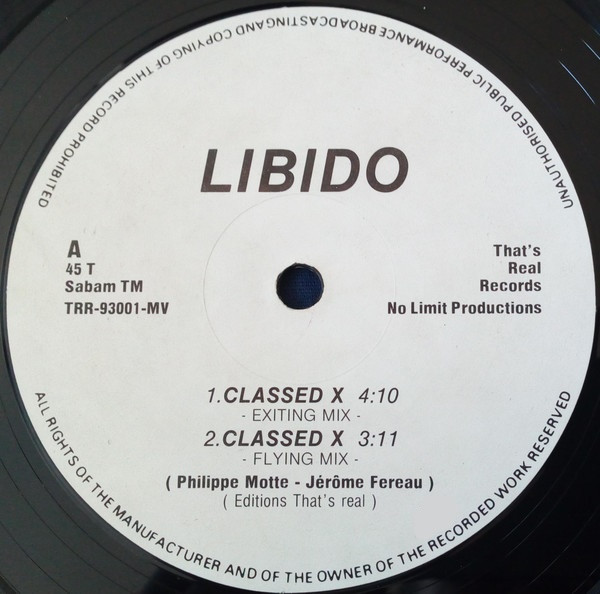 UNAUTHORISED PUBLIC PERFORMANCE BROADCASTING AND COPYING OF THIS RECORD PROHIBITED
LIBIDO
A
45 T
Sabam TM
TRR-93001-MV
That's
Real
Records
No Limit Productions
1.CLASSED X 4:10
- EXITING MIX -
2.CLASSED X 3:11
- FLYING MIX -
( Philippe Motte - Jérôme Fereau )
( Editions That's real )
ALL RIGHTS OF THE MANUFACTURER AND OF THE OWNER OF THE RECORDED WORK RESERVED